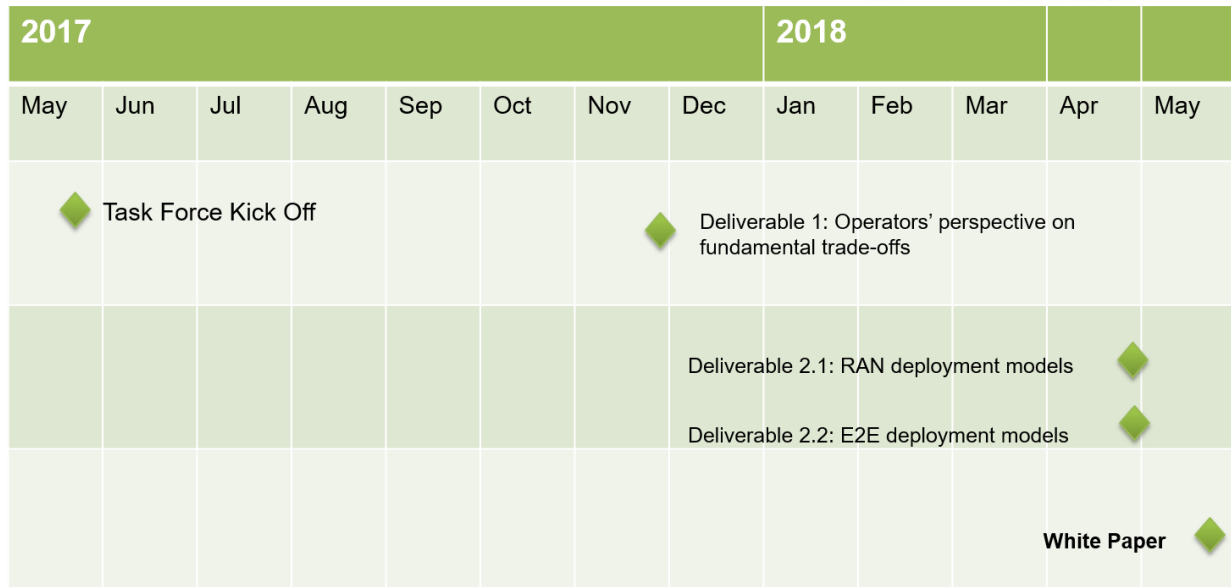 2017 2018
May Jun Jul Aug Sep Oct Nov Dec Jan Feb Mar Apr May
Task Force Kick Off
Deliverable 1: Operators’ perspective on
fundamental trade-offs
Deliverable 2.1: RAN deployment models
Deliverable 2.2: E2E deployment models
White Paper